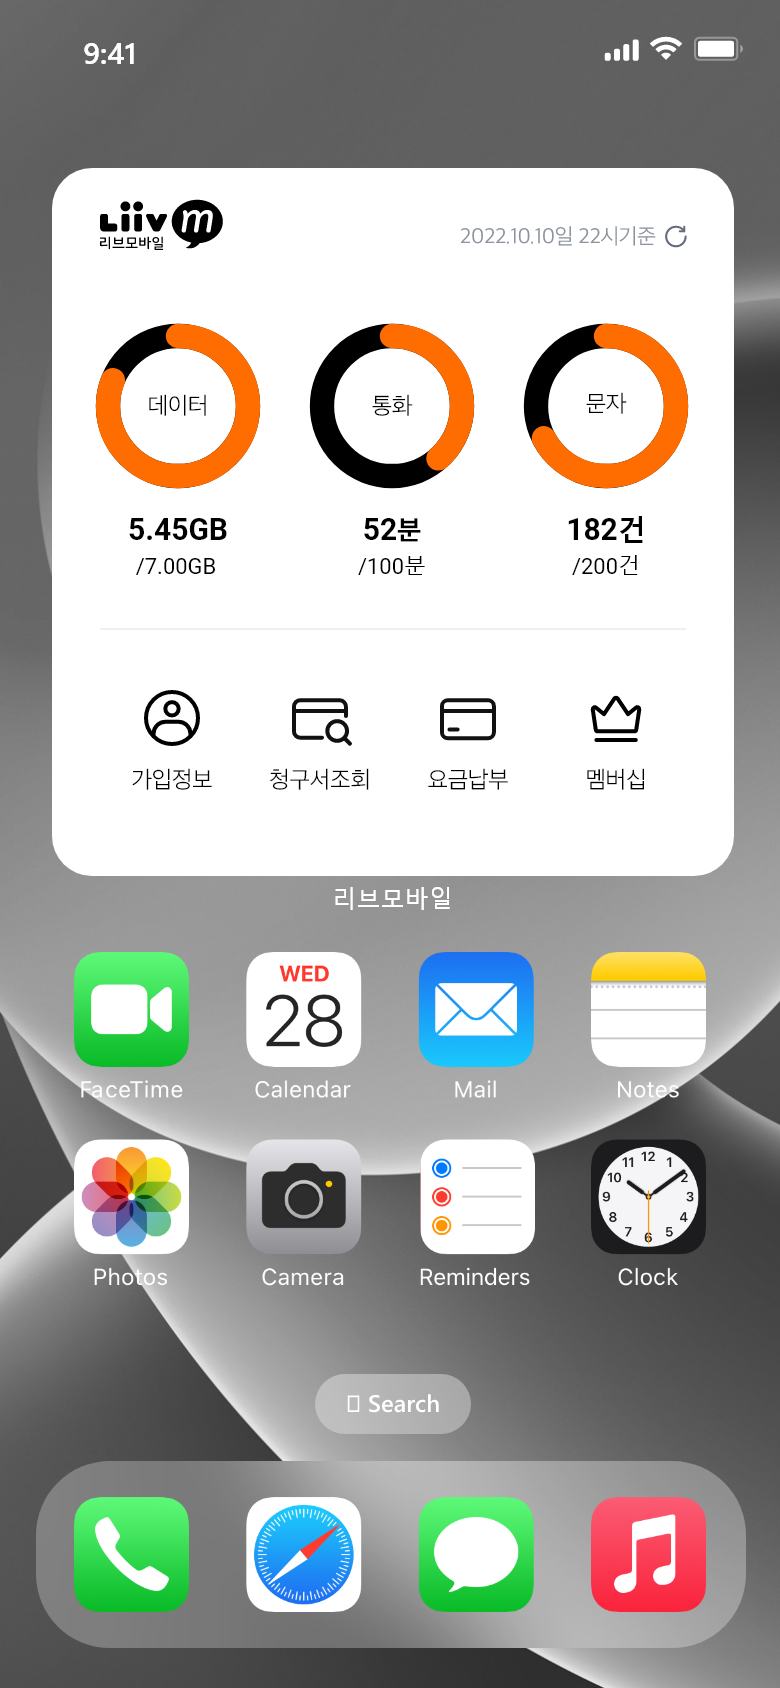 9:41
Liiv m
리브모바일
2022.10.10일 22시기준
데이터
통화
문자
5.45GB
52분
182건
/7.00GB
/100분
/200건
가입정보
청구서조회
요금납부
멤버십
리브모바일
WED
28
FaceTime
Calendar
Mail
Notes
12
11
1
10
2
9
3
8
4
7
5
6
Photos
Camera
Reminders
Clock
Search